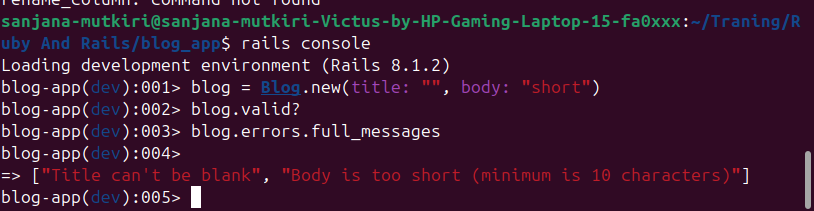 rename_column: command not found
sanjana-mutkiri@sanjana-mutkiri-Victus-by-HP-Gaming-Laptop-15-fa0xxx:~/Traning/R
uby And Rails/blog_app$ rails console
Loading development environment (Rails 8.1.2)
blog-app(dev):001> blog = Blog.new(title: "", body: "short")
blog-app(dev):002> blog.valid?
blog-app(dev):003> blog.errors.full_messages
blog-app(dev):004>
=> ["Title can't be blank", "Body is too short (minimum is 10 characters)"]
blog-app(dev):005>